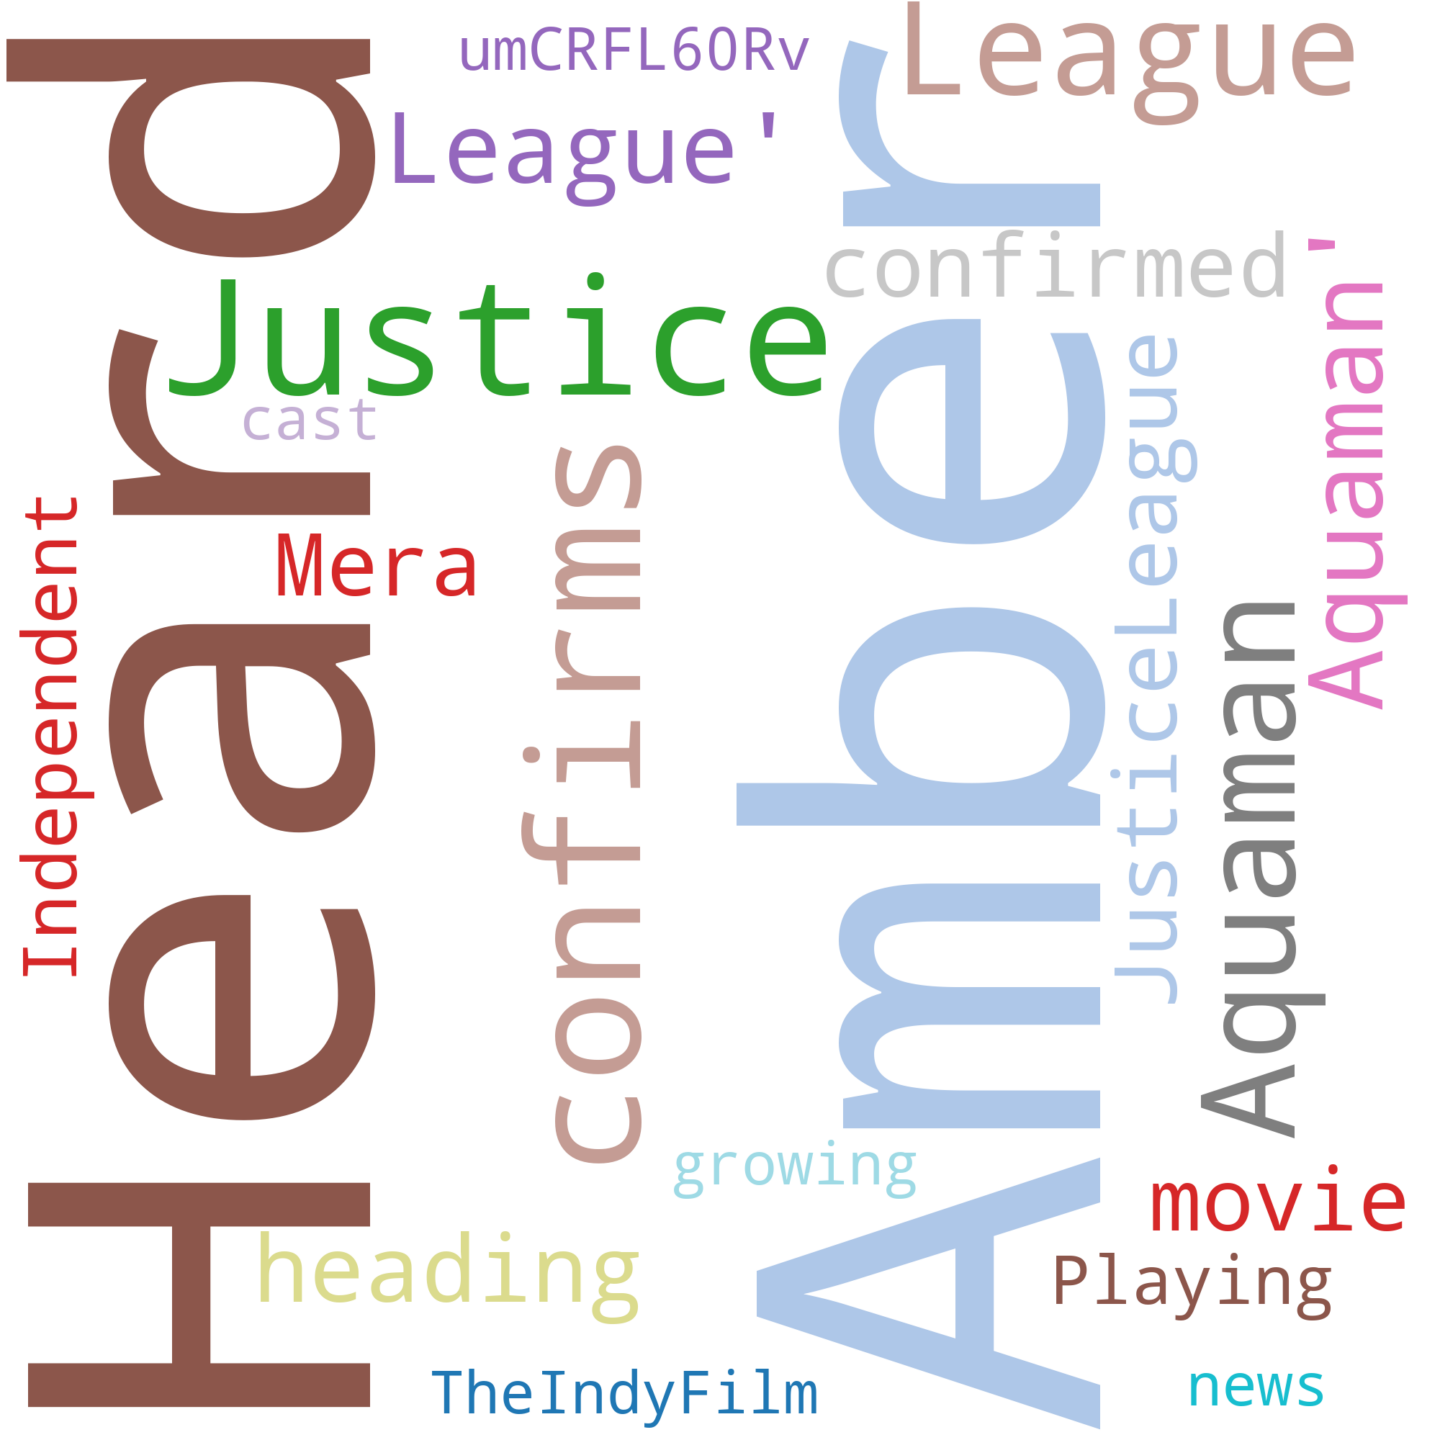 umCRFL60Rv
League
League'
confirmed
Justice
cast
Heard
Amber
Aquaman'
JusticeLeague
confirms
Independent
Mera
Aquaman
growing
movie
heading
Playing
TheIndyFilm
news